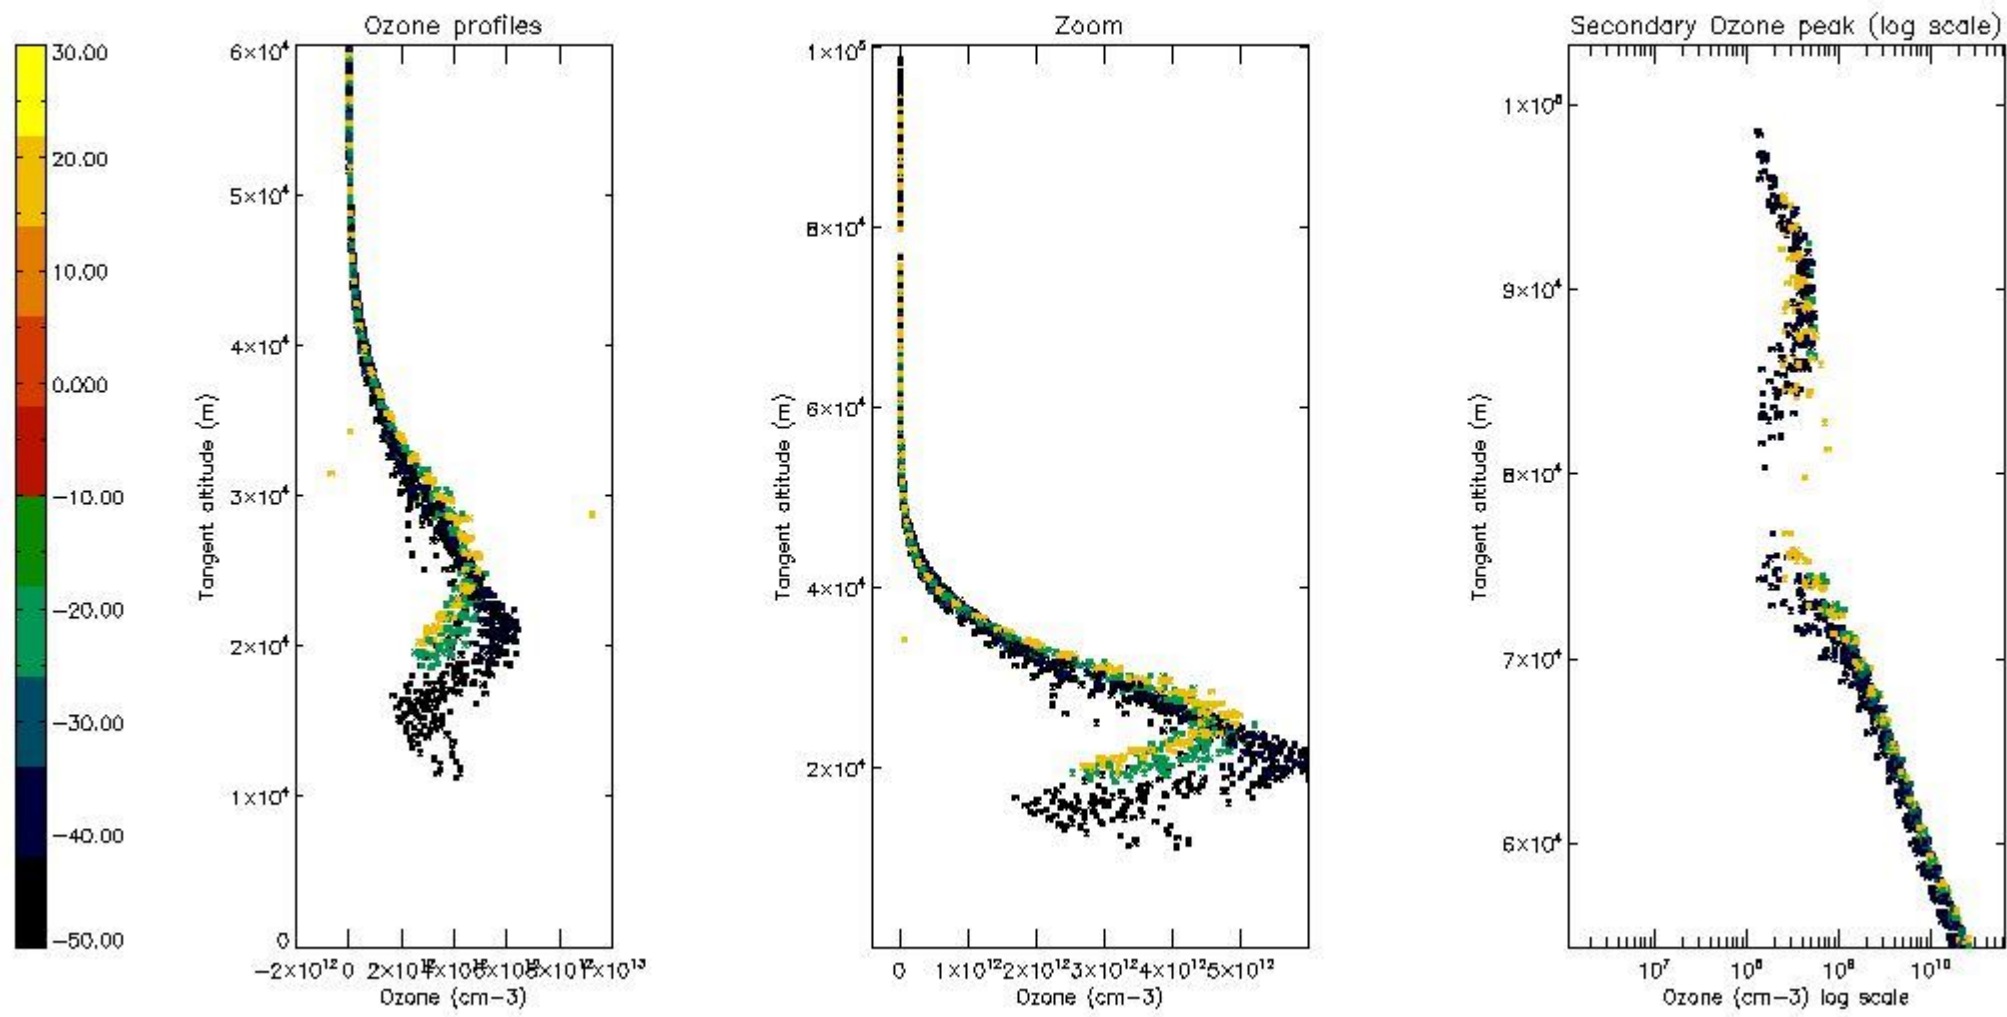 Ozone profiles
Zoom
Secondary Ozone peak (log scale)
30.00
20.00
10.00
0.000
−10.00
−20.00
−30.00
−40.00
−50.00
Tangent altitude (m)
6×10⁴
5×10⁴
4×10⁴
3×10⁴
2×10⁴
1×10⁴
0
−2×10¹² 0
Ozone (cm−3)
Tangent altitude (m)
1×10⁵
8×10⁴
6×10⁴
4×10⁴
2×10⁴
0 1×10¹² 2×10¹² 3×10¹² 4×10¹² 5×10¹²
Ozone (cm−3)
Tangent altitude (m)
9×10⁴
8×10⁴
7×10⁴
6×10⁴
10⁷ 10⁸ 10⁹ 10¹⁰
Ozone (cm−3) log scale